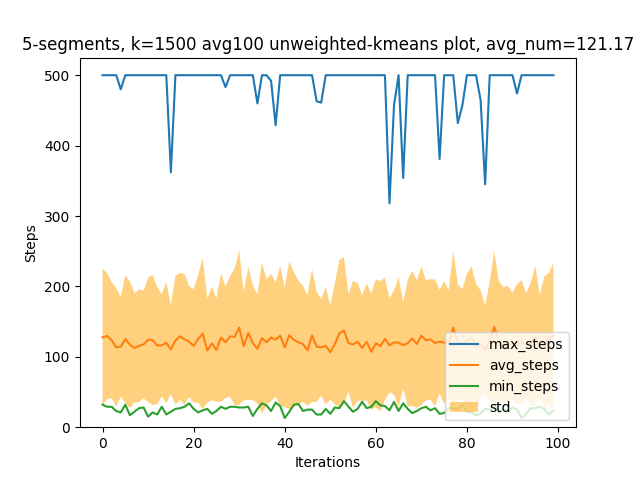 5-segments, k=1500 avg100 unweighted-kmeans plot, avg_num=121.17
500
400
300
200
100
0
Steps
0 20 40 60 80 100
Iterations
max_steps
avg_steps
min_steps
std